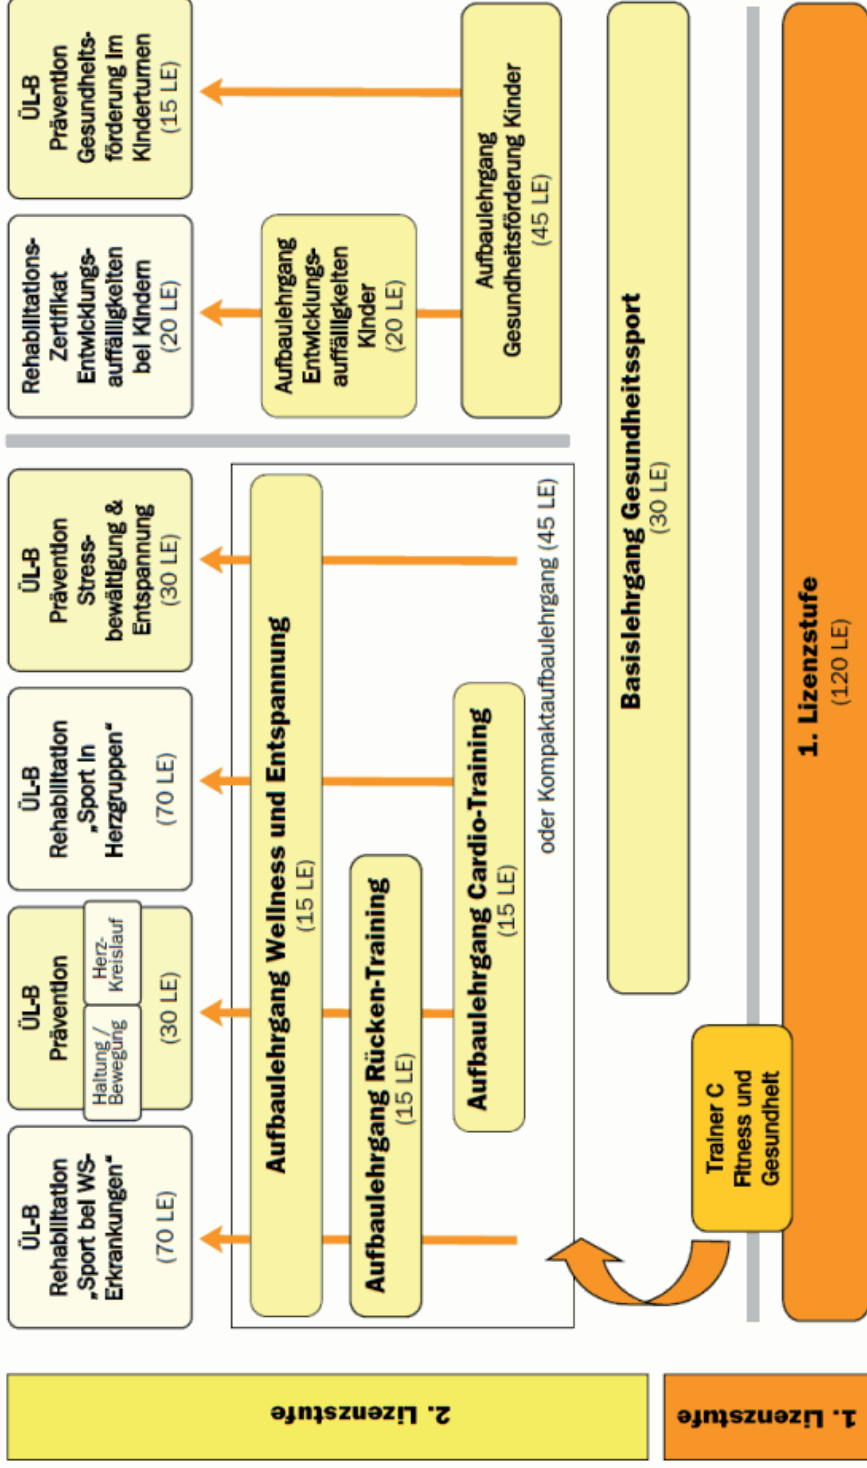 ÜL-B
Rehabilitation
„Sport bei WS-
Erkrankungen“
(70 LE)
ÜL-B
Prävention
Haltung /
Bewegung
Herz-
Kreislauf
(30 LE)
ÜL-B
Rehabilitation
„Sport in
Herzgruppen“
(70 LE)
ÜL-B
Prävention
Stress-
bewältigung &
Entspannung
(30 LE)
Rehabilitations-
Zertifikat
Entwicklungs-
auffälligkeiten
bei Kindern
(20 LE)
ÜL-B
Prävention
Gesundheits-
förderung im
Kinderturnen
(15 LE)
2. Lizenzstufe
Aufbaulehrgang Wellness und Entspannung
(15 LE)
Aufbaulehrgang Rücken-Training
(15 LE)
Aufbaulehrgang Cardio-Training
(15 LE)
oder Kompaktaufbaulehrgang (45 LE)
Aufbaulehrgang
Entwicklungs-
auffälligkeiten
Kinder
(20 LE)
Aufbaulehrgang
Gesundheitsförderung Kinder
(45 LE)
Basislehrgang Gesundheitssport
(30 LE)
Trainer C
Fitness und
Gesundheit
1. Lizenzstufe
1. Lizenzstufe
(120 LE)